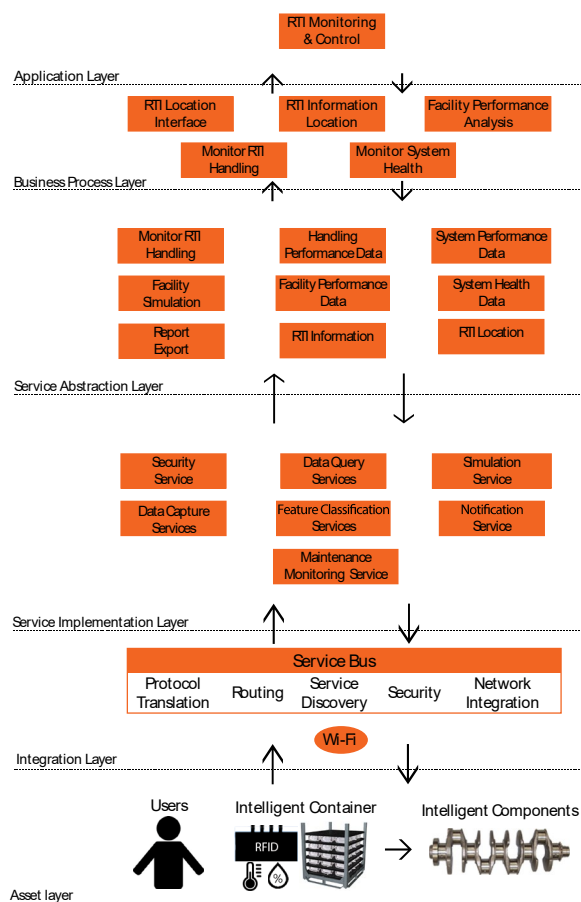 RTI Monitoring
& Control
Application Layer
RTI Location
Interface
RTI Information
Location
Facility Performance
Analysis
Monitor RTI
Handling
Monitor System
Health
Business Process Layer
Monitor RTI
Handling
Handling
Performance Data
System Performance
Data
Facility
Simulation
Facility Performance
Data
System Health
Data
Report
Export
RTI Information
RTI Location
Service Abstraction Layer
Security
Service
Data Query
Services
Simulation
Service
Data Capture
Services
Feature Classification
Services
Notification
Service
Maintenance
Monitoring Service
Service Implementation Layer
Service Bus
Protocol
Translation
Routing
Service
Discovery
Security
Network
Integration
Wi-Fi
Integration Layer
Users
Intelligent Container
Intelligent Components
RFID
%
Asset layer